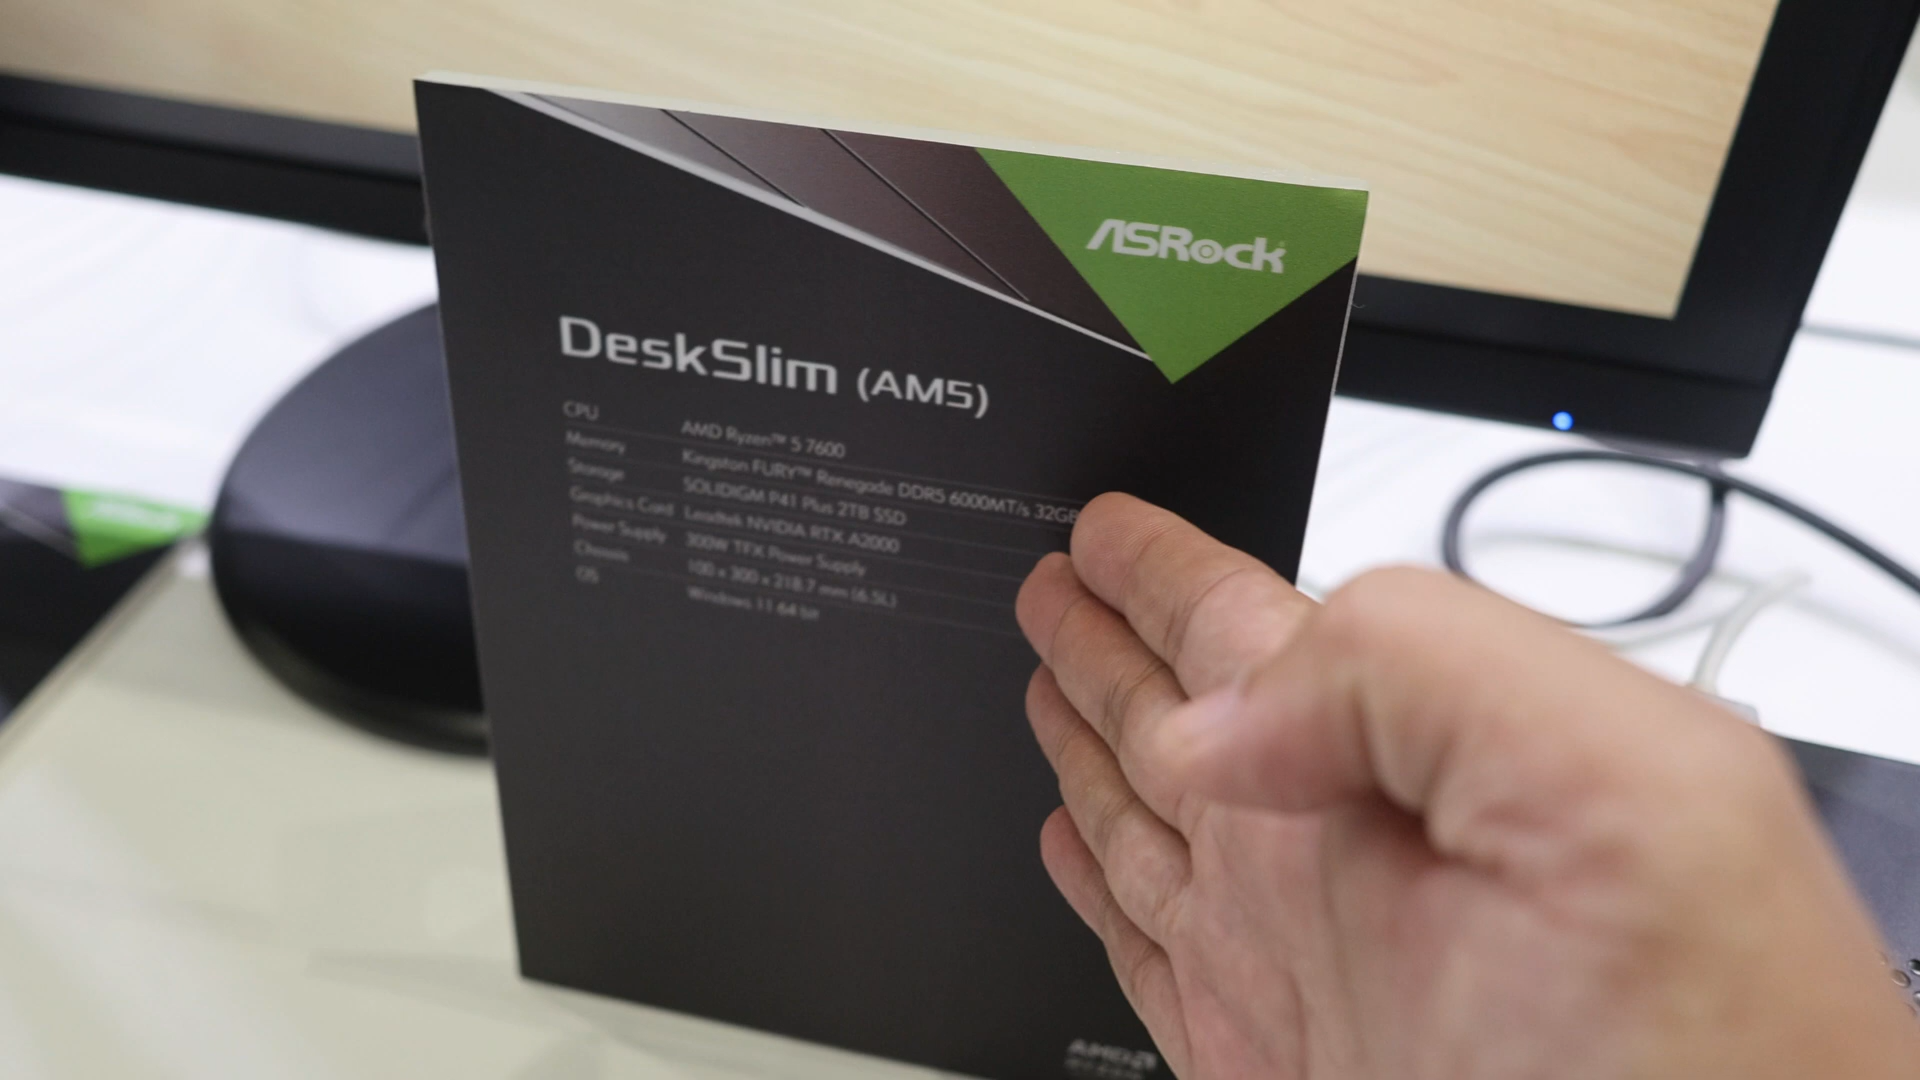 ASRock
DeskSlim (AM5)
CPU AMD Ryzen™ 5 7600
Memory Kingston FURY™ Renegade DDR5 6000MT/s 32GB
Storage SOLIDIGM P41 Plus 2TB SSD
Graphics Card Leadtek NVIDIA RTX A2000
Power Supply 300W TFX Power Supply
Chassis 100 x 300 x 218.7 mm (6.5L)
OS Windows 11 64 bit
AMD
ASRock